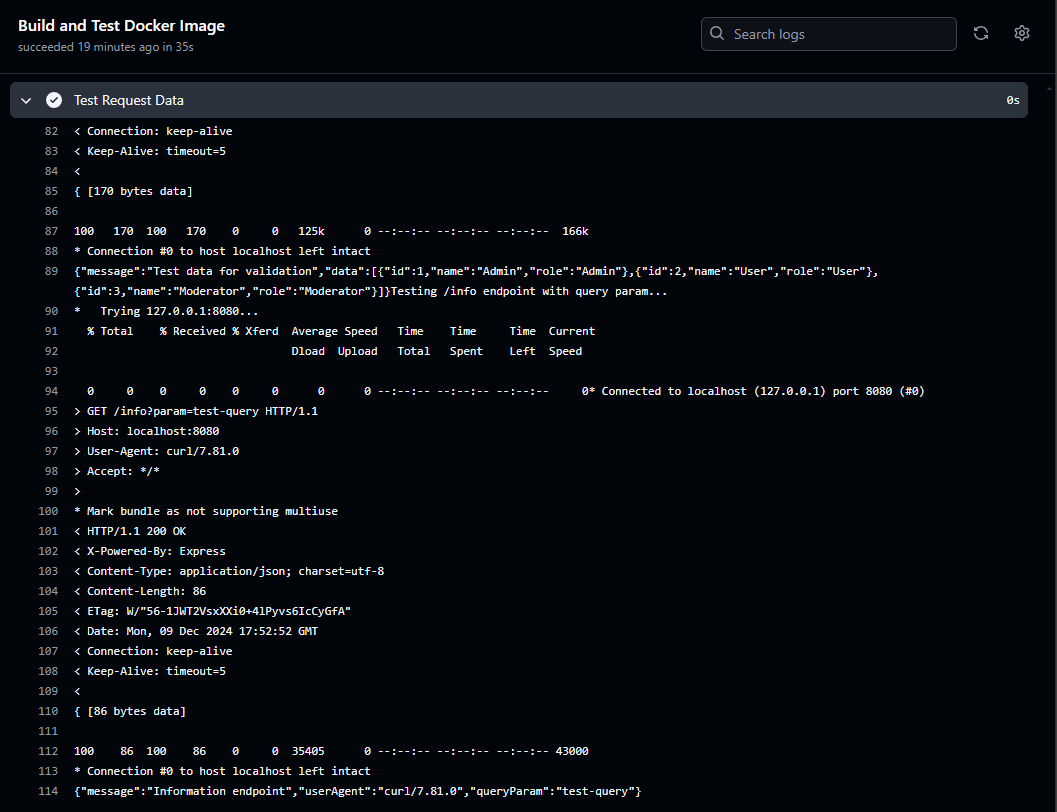 Build and Test Docker Image
succeeded 19 minutes ago in 35s
Search logs
Test Request Data
0s
82 < Connection: keep-alive
83 < Keep-Alive: timeout=5
84 <
85 { [170 bytes data]
86
87 100   170  100   170    0     0   125k      0 --:--:-- --:--:-- --:--:--  166k
88 * Connection #0 to host localhost left intact
89 {"message":"Test data for validation","data":[{"id":1,"name":"Admin","role":"Admin"},{"id":2,"name":"User","role":"User"},
{"id":3,"name":"Moderator","role":"Moderator"}]}Testing /info endpoint with query param...
90 *   Trying 127.0.0.1:8080...
91   % Total    % Received % Xferd  Average Speed   Time    Time     Time  Current
92                                  Dload  Upload   Total   Spent    Left  Speed
93
94   0     0    0     0    0     0      0      0 --:--:-- --:--:-- --:--:--     0* Connected to localhost (127.0.0.1) port 8080 (#0)
95 > GET /info?param=test-query HTTP/1.1
96 > Host: localhost:8080
97 > User-Agent: curl/7.81.0
98 > Accept: */*
99 >
100 * Mark bundle as not supporting multiuse
101 < HTTP/1.1 200 OK
102 < X-Powered-By: Express
103 < Content-Type: application/json; charset=utf-8
104 < Content-Length: 86
105 < ETag: W/"56-1JWT2VsxXXi0+4lPyvs6IcCyGfA"
106 < Date: Mon, 09 Dec 2024 17:52:52 GMT
107 < Connection: keep-alive
108 < Keep-Alive: timeout=5
109 <
110 { [86 bytes data]
111
112 100    86  100    86    0     0  35405      0 --:--:-- --:--:-- --:--:-- 43000
113 * Connection #0 to host localhost left intact
114 {"message":"Information endpoint","userAgent":"curl/7.81.0","queryParam":"test-query"}